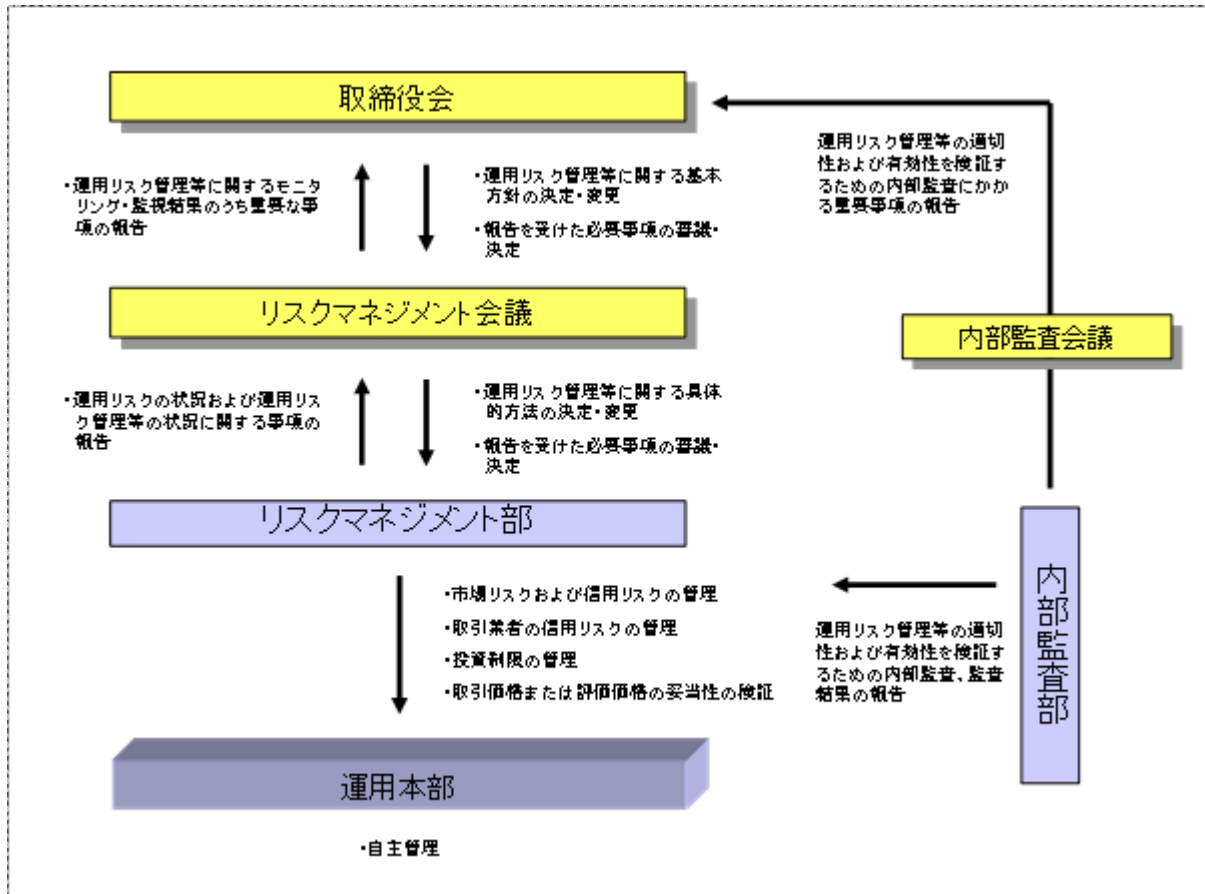 取締役会
・運用リスク管理等に関するモニタ
リング・監視結果のうち重要な事
項の報告
・運用リスク管理等に関する基本
方針の決定・変更
・報告を受けた必要事項の審議・
決定
運用リスク管理等の適切
性および有効性を検証す
るための内部監査にかか
る重要事項の報告
リスクマネジメント会議
内部監査会議
・運用リスクの状況および運用リス
ク管理等の状況に関する事項の
報告
・運用リスク管理等に関する具体
的方法の決定・変更
・報告を受けた必要事項の審議・
決定
リスクマネジメント部
・市場リスクおよび信用リスクの管理
・取引業者の信用リスクの管理
・投資制限の管理
・取引価格または評価価格の妥当性の検証
運用リスク管理等の適切
性および有効性を検証す
るための内部監査、監査
結果の報告
内部監査部
運用本部
・自主管理